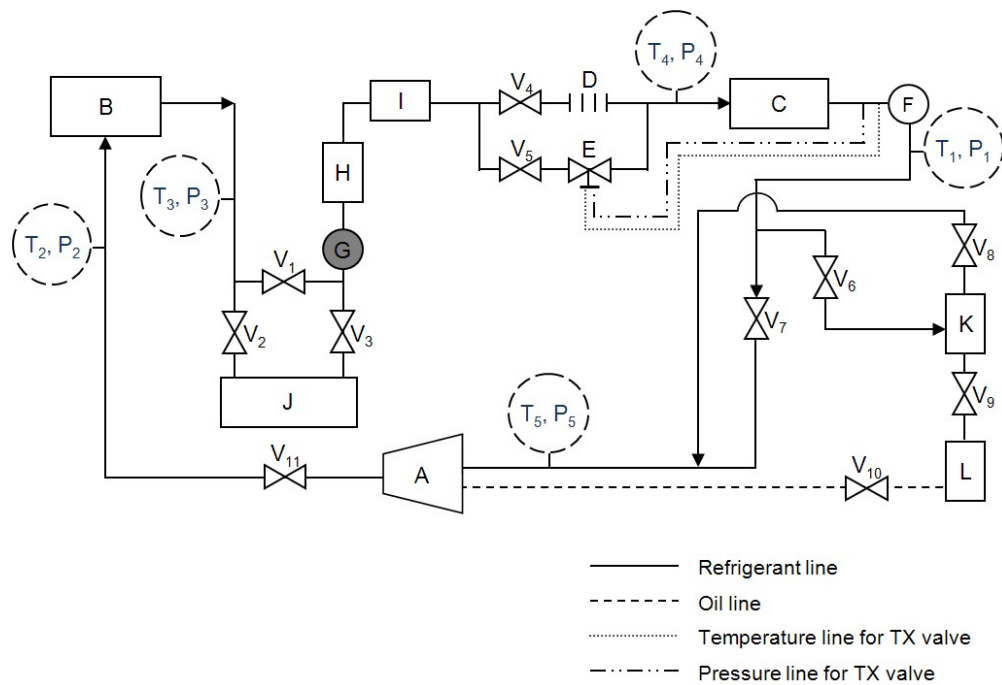 B
T₃, P₃
T₂, P₂
V₁
V₂
V₃
J
G
H
I
V₄
D
V₅
E
T₄, P₄
C
F
T₁, P₁
V₆
V₇
V₈
K
V₉
L
V₁₀
T₅, P₅
A
V₁₁
Refrigerant line
Oil line
Temperature line for TX valve
Pressure line for TX valve